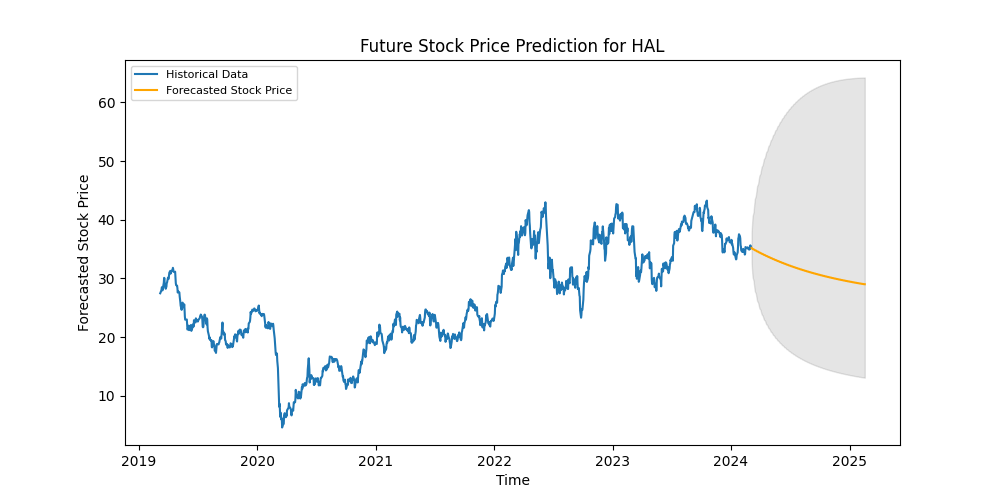 Future Stock Price Prediction for HAL
Historical Data
Forecasted Stock Price
Forecasted Stock Price
60
50
40
30
20
10
2019 2020 2021 2022 2023 2024 2025
Time